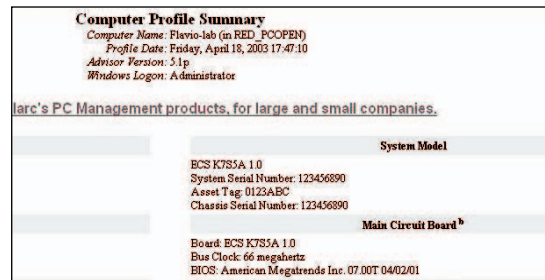 Computer Profile Summary
Computer Name: Flavio-lab (in RED_PCOPEN)
Profile Date: Friday, April 18, 2003 17:47:10
Advisor Version: 5.1p
Windows Logon: Administrator
larc's PC Management products, for large and small companies.
System Model
ECS K7S5A 1.0
System Serial Number: 123456890
Asset Tag: 0123ABC
Chassis Serial Number: 123456890
Main Circuit Board b
Board: ECS K7S5A 1.0
Bus Clock: 66 megahertz
BIOS: American Megatrends Inc. 07.00T 04/02/01